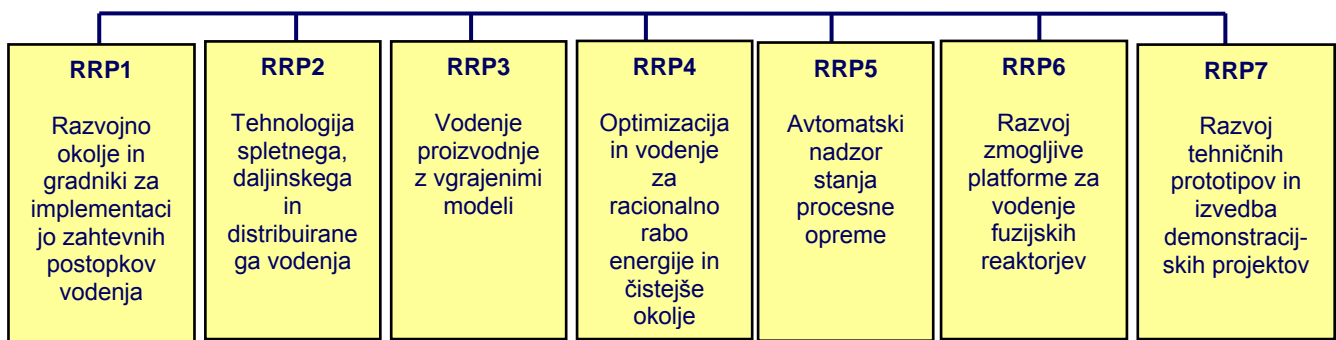 RRP1
Razvojno
okolje in
gradniki za
implementaci
jo zahtevnih
postopkov
vodenja
RRP2
Tehnologija
spletnega,
daljinskega
in
distribuirane
ga vodenja
RRP3
Vodenje
proizvodnje
z vgrajenimi
modeli
RRP4
Optimizacija
in vodenje
za
racionalno
rabo
energije in
čistejše
okolje
RRP5
Avtomatski
nadzor
stanja
procesne
opreme
RRP6
Razvoj
zmogljive
platforme za
vodenje
fuzijskih
reaktorjev
RRP7
Razvoj
tehničnih
prototipov in
izvedba
demonstracij-
skih projektov